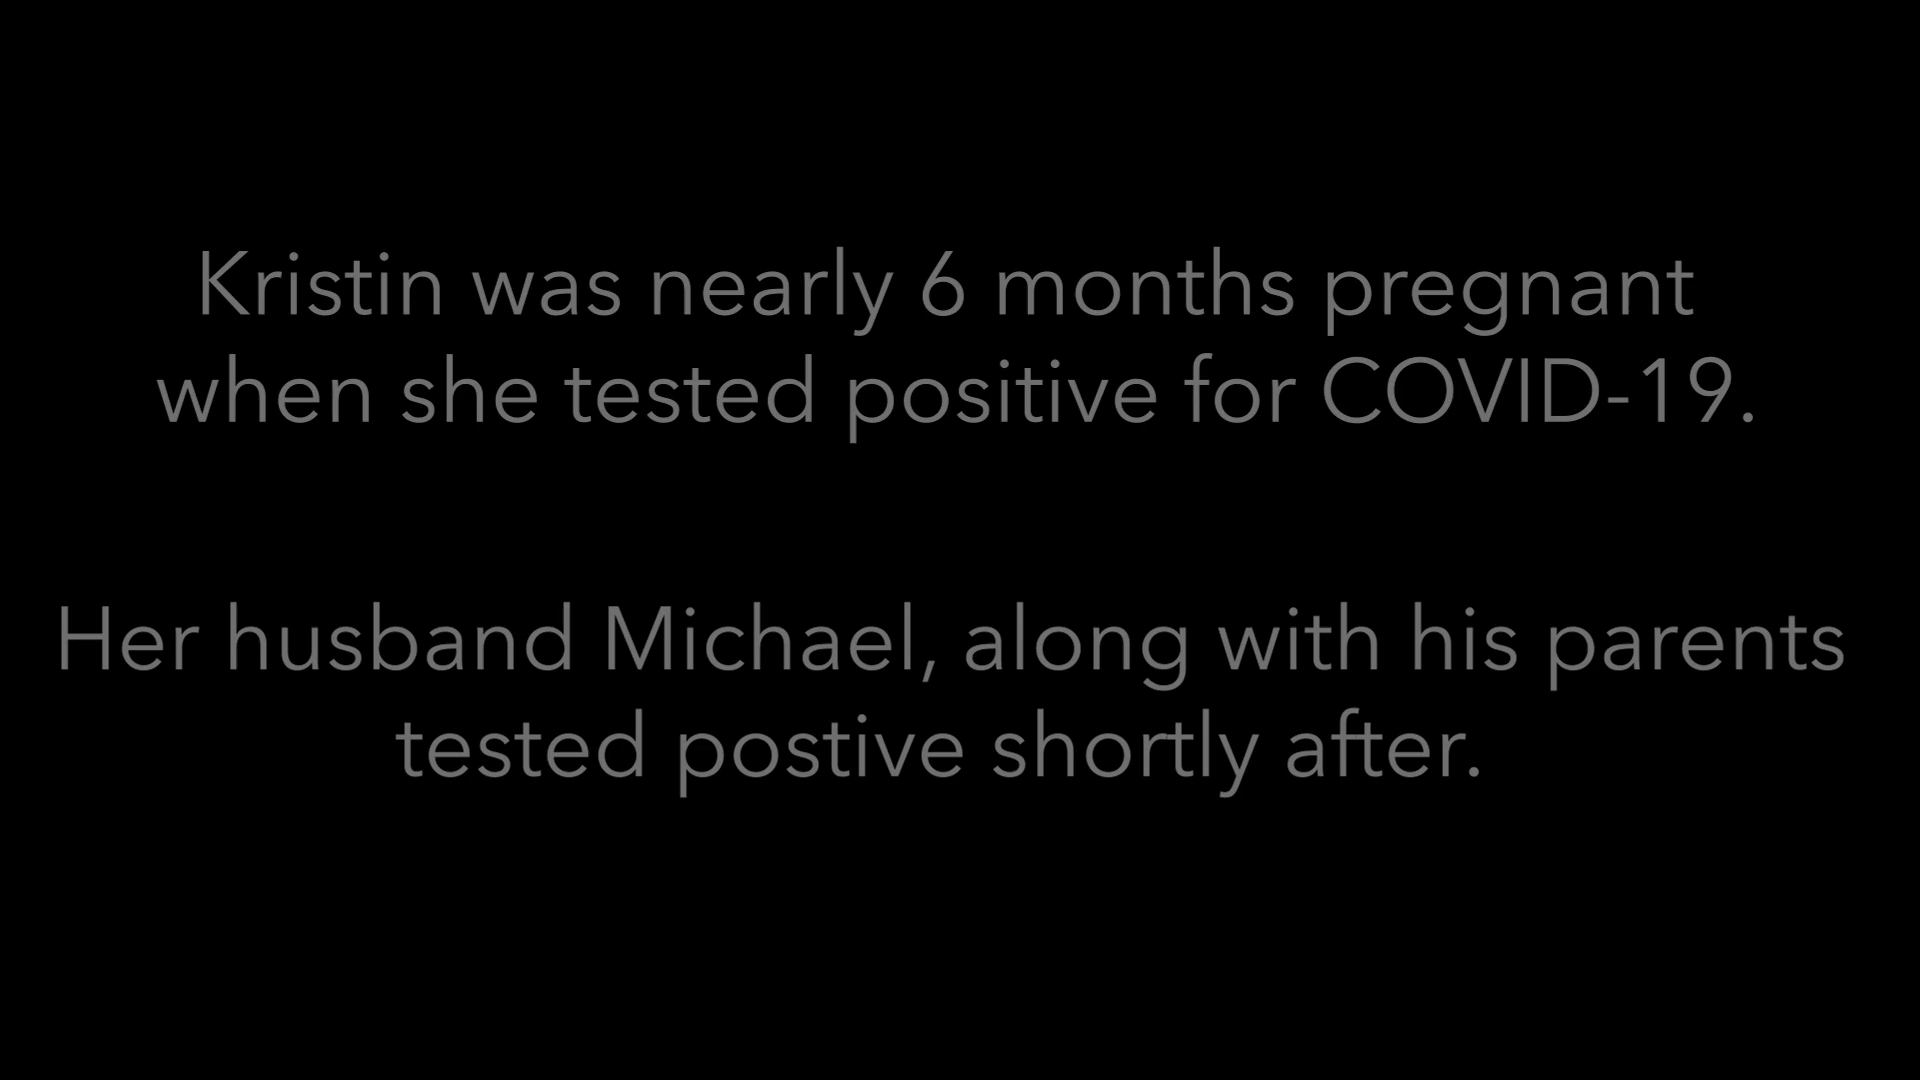 Kristin was nearly 6 months pregnant
when she tested positive for COVID-19.
Her husband Michael, along with his parents
tested postive shortly after.